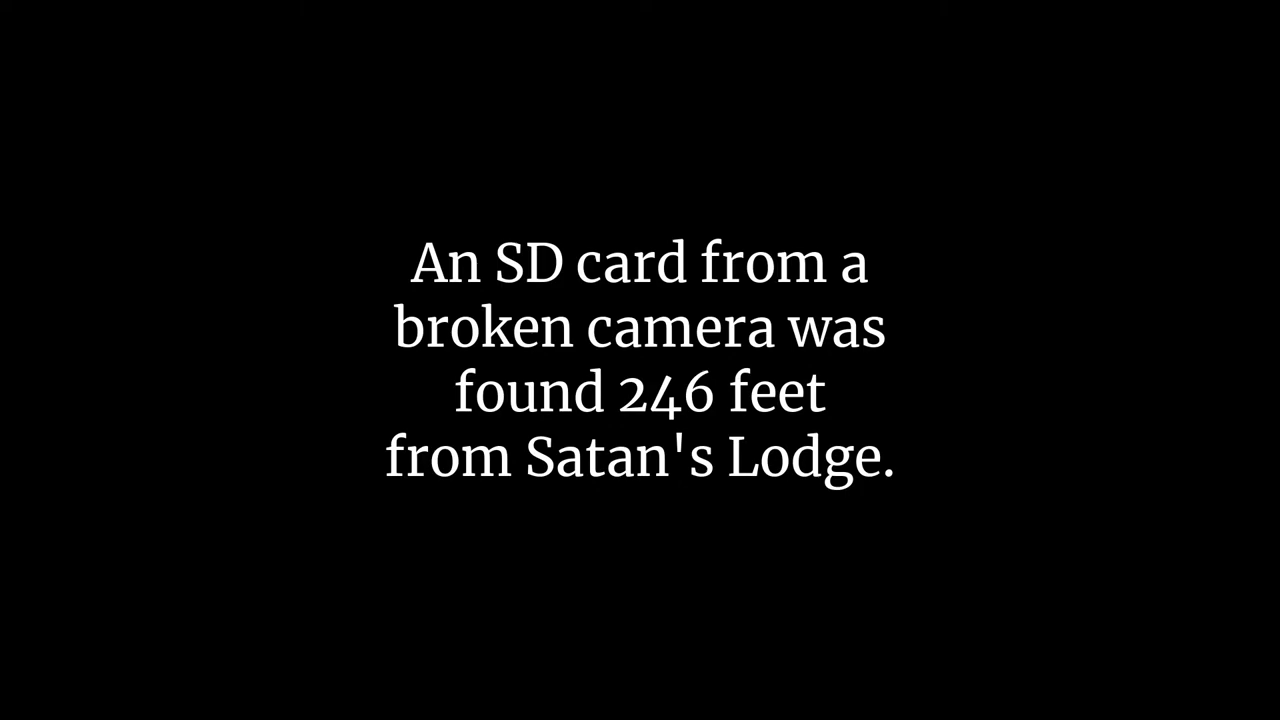 An SD card from a
broken camera was
found 246 feet
from Satan's Lodge.